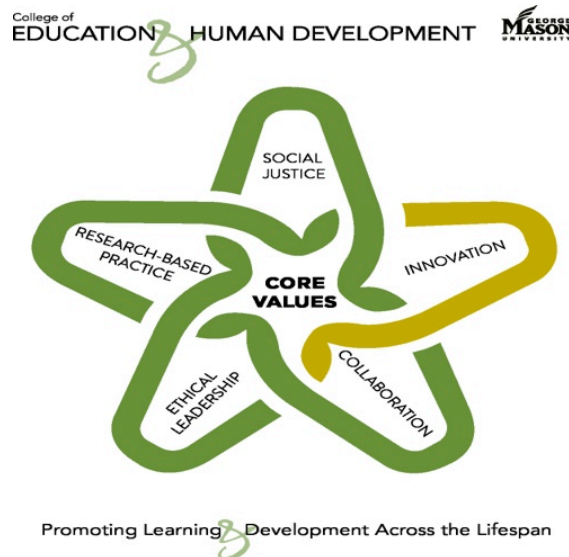 College of
EDUCATION & HUMAN DEVELOPMENT
GEORGE
MASON
UNIVERSITY
SOCIAL
JUSTICE
RESEARCH-BASED
PRACTICE
INNOVATION
CORE
VALUES
ETHICAL
LEADERSHIP
COLLABORATION
Promoting Learning & Development Across the Lifespan